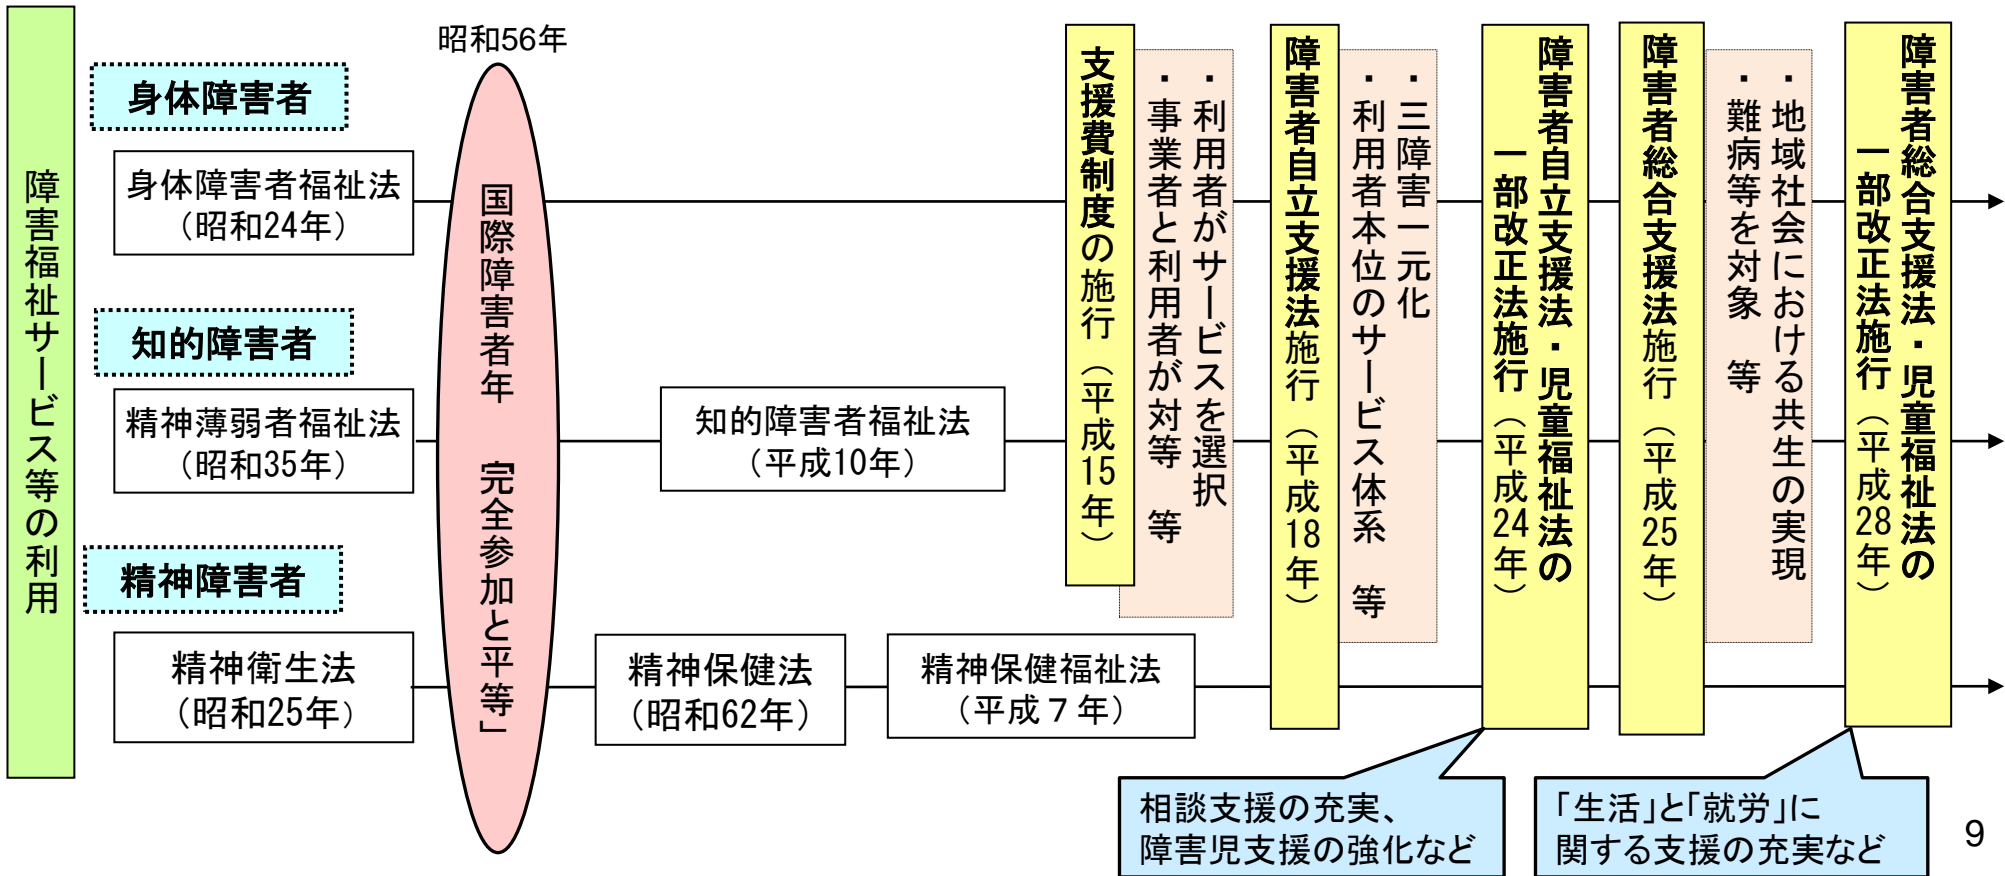 障害福祉サービス等の利用
身体障害者
身体障害者福祉法
（昭和24年）
知的障害者
精神薄弱者福祉法
（昭和35年）
精神障害者
精神衛生法
（昭和25年）
昭和56年
国際障害者年 「完全参加と平等」
知的障害者福祉法
（平成10年）
精神保健法
（昭和62年）
精神保健福祉法
（平成７年）
支援費制度の施行（平成15年）
・利用者がサービスを選択
・事業者と利用者が対等 等
障害者自立支援法施行（平成18年）
・三障害一元化
・利用者本位のサービス体系 等
障害者自立支援法・児童福祉法の
一部改正法施行（平成24年）
障害者総合支援法施行（平成25年）
・地域社会における共生の実現
・難病等を対象 等
障害者総合支援法・児童福祉法の
一部改正法施行（平成28年）
相談支援の充実、
障害児支援の強化など
「生活」と「就労」に
関する支援の充実など
9